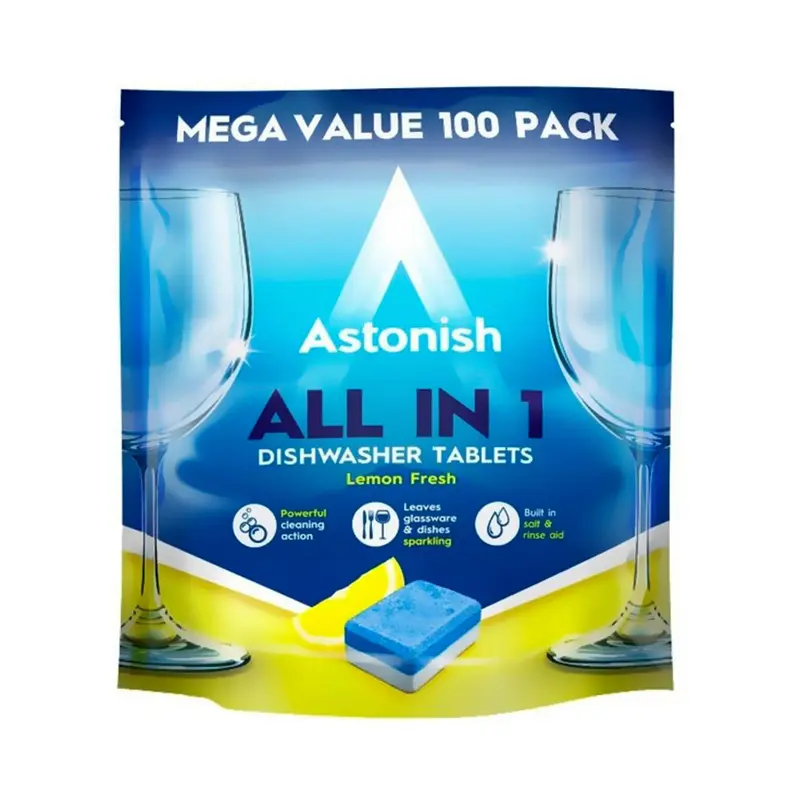 MEGA VALUE 100 PACK
Astonish
ALL IN 1
DISHWASHER TABLETS
Lemon Fresh
Powerful
cleaning
action
Leaves
glassware
& dishes
sparkling
Built in
salt &
rinse aid